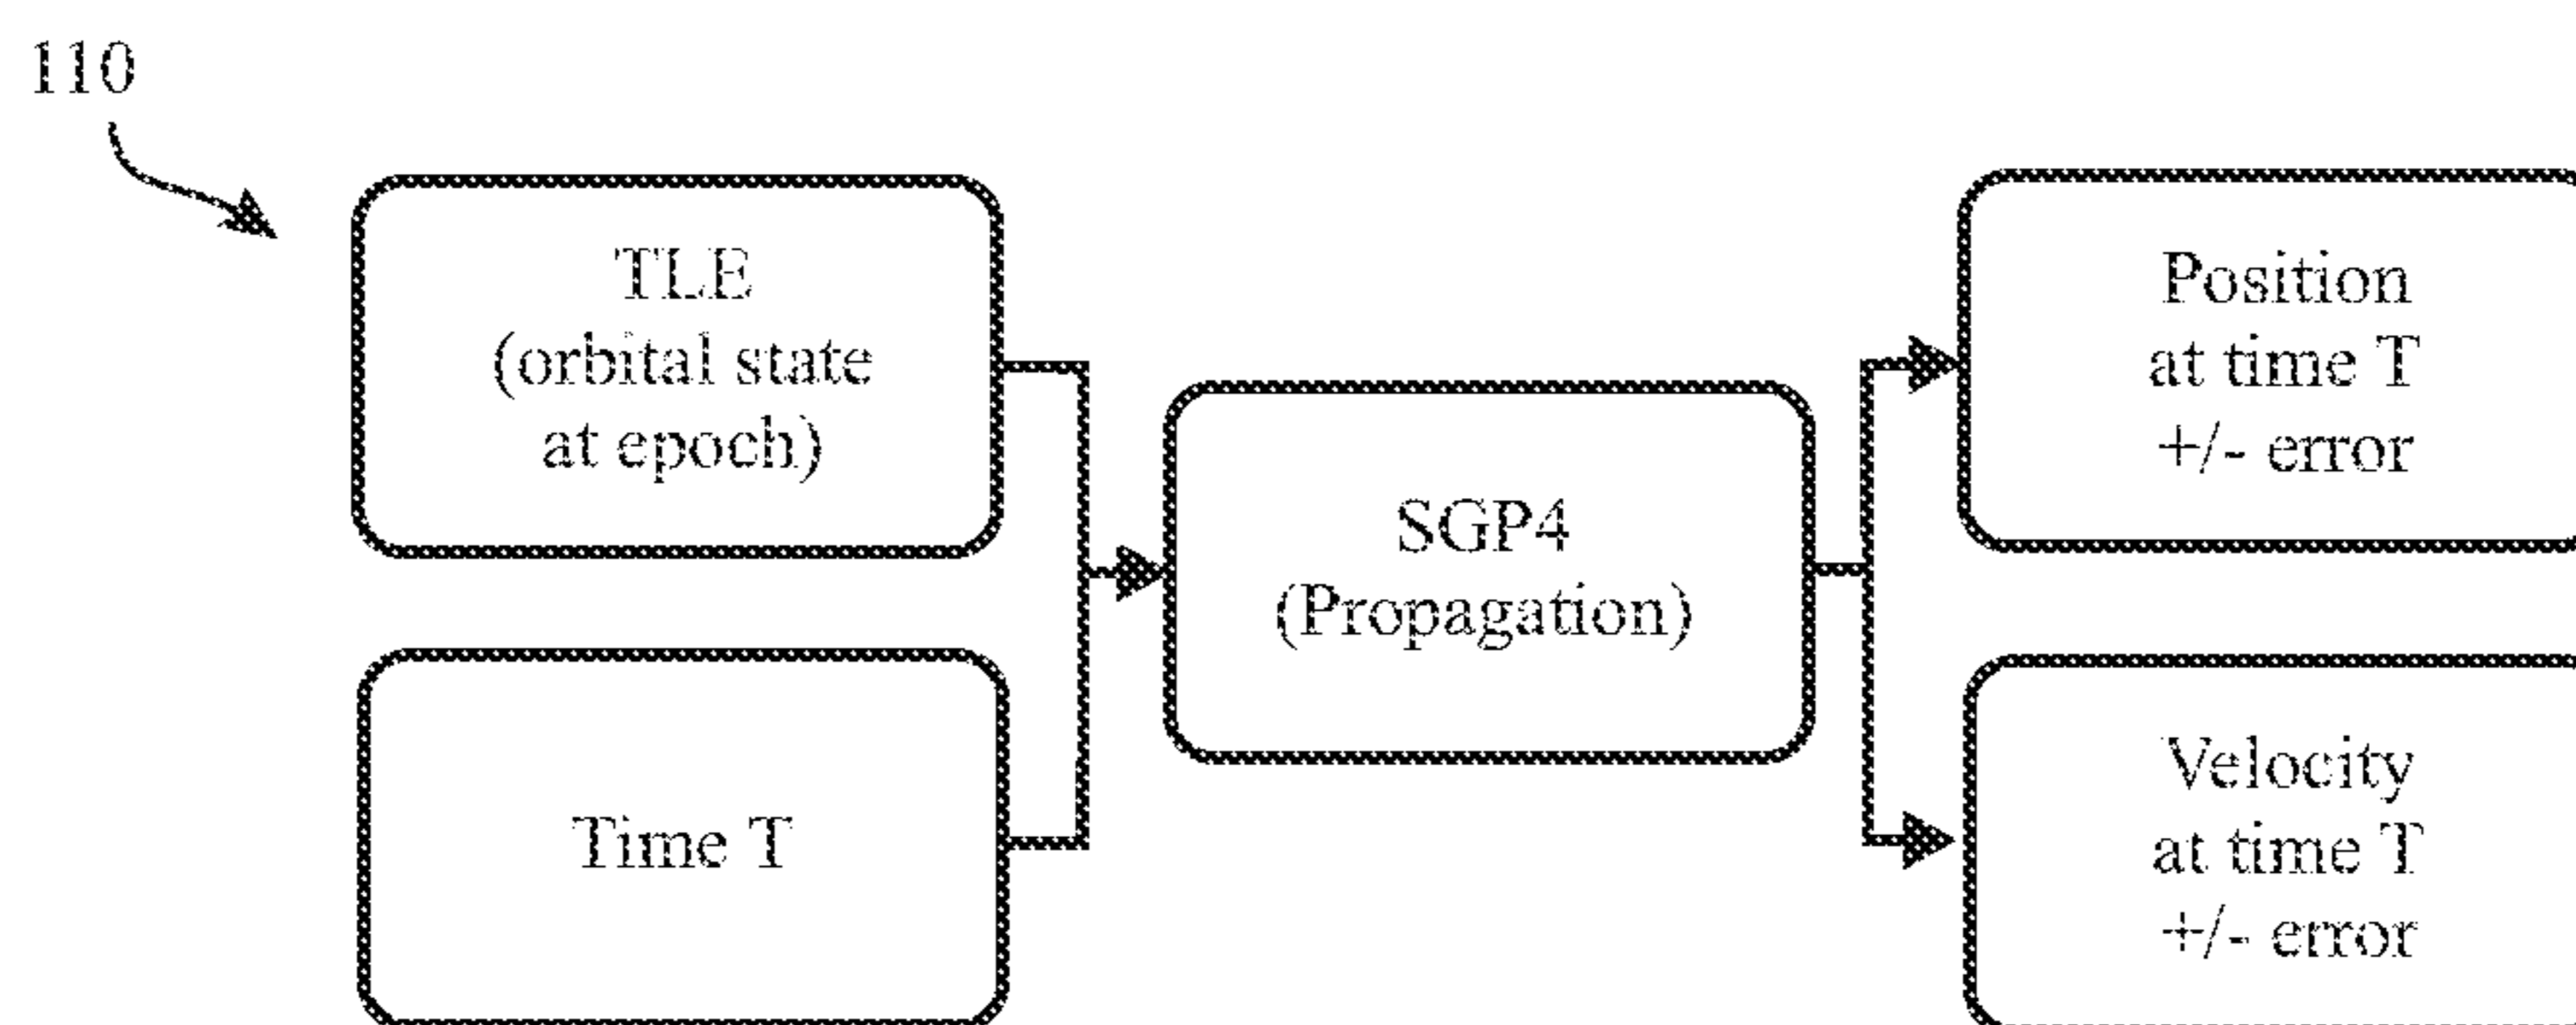 110
TLE
(orbital state
at epoch)
Time T
SGP4
(Propagation)
Position
at time T
+/- error
Velocity
at time T
+/- error